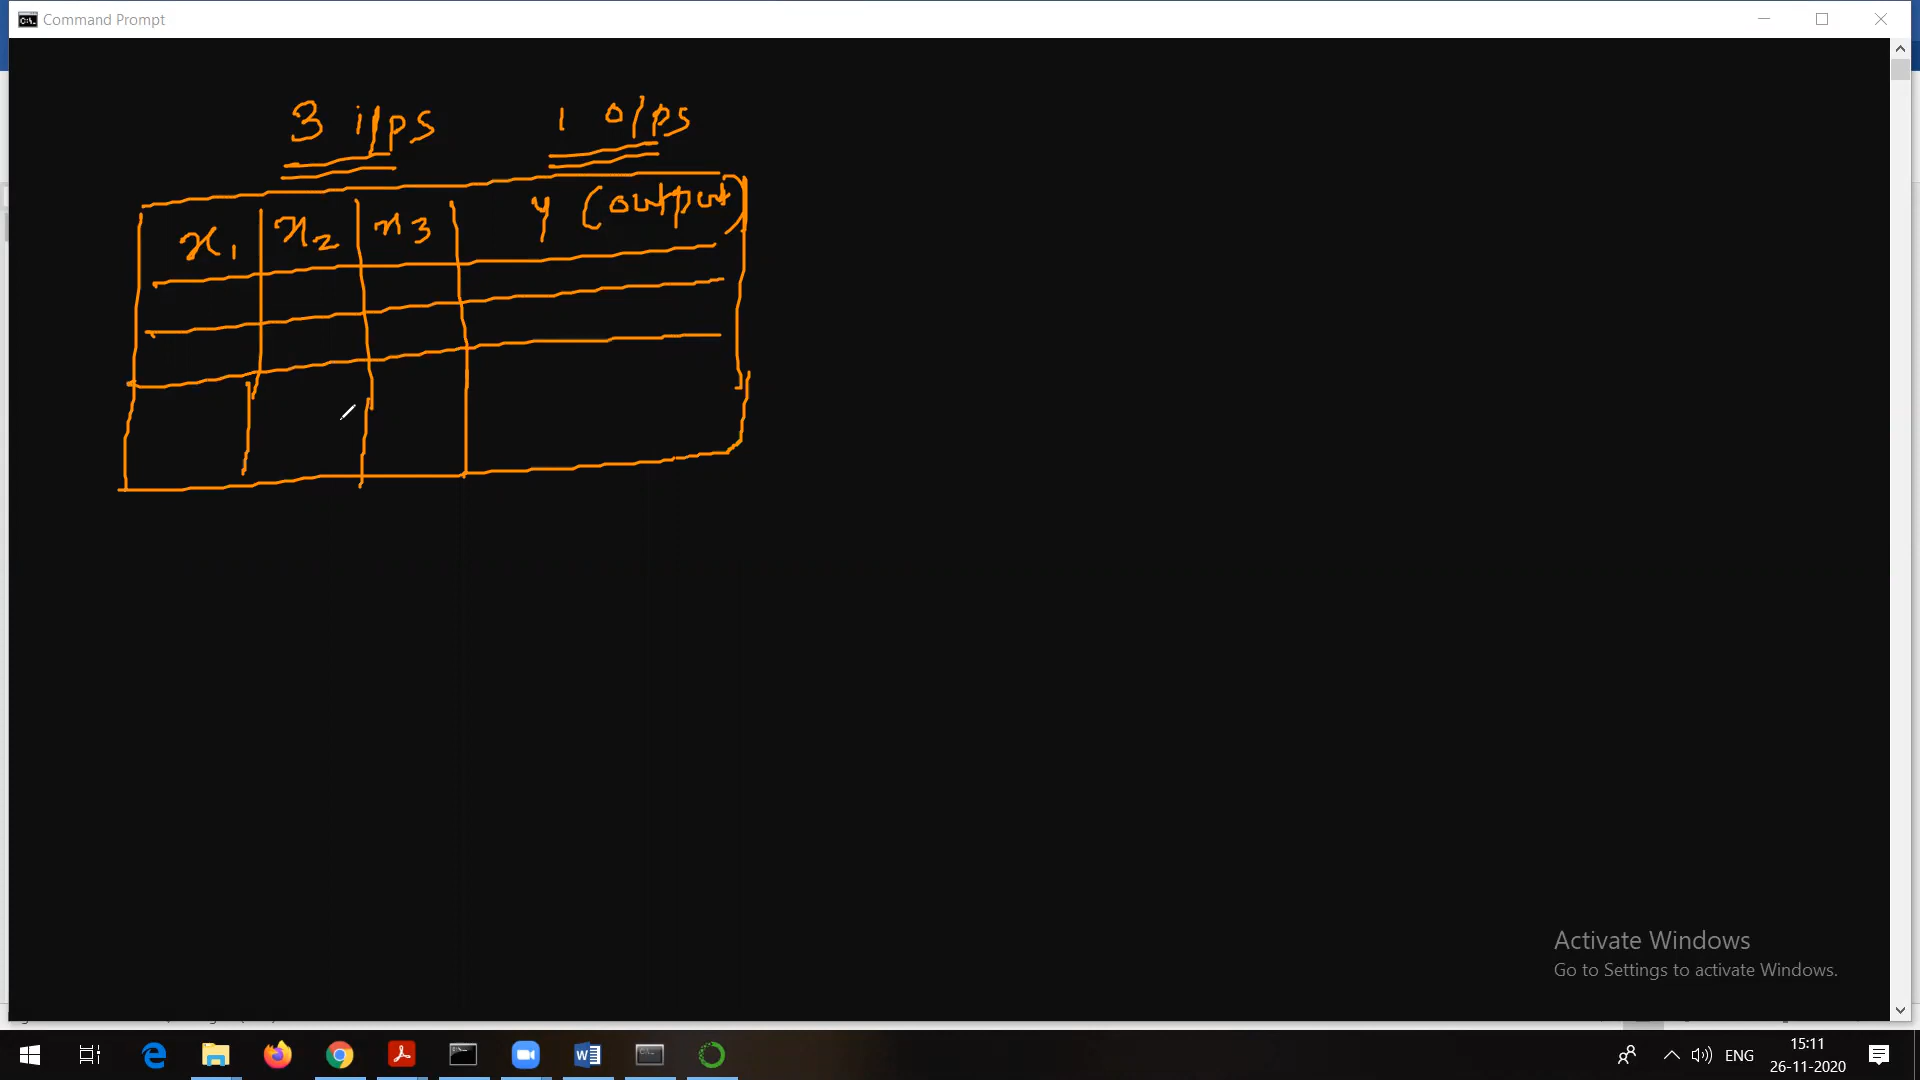 Command Prompt
3 i/ps 1 o/ps
x1 x2 x3 y (output)
Activate Windows
Go to Settings to activate Windows.
ENG
15:11
26-11-2020